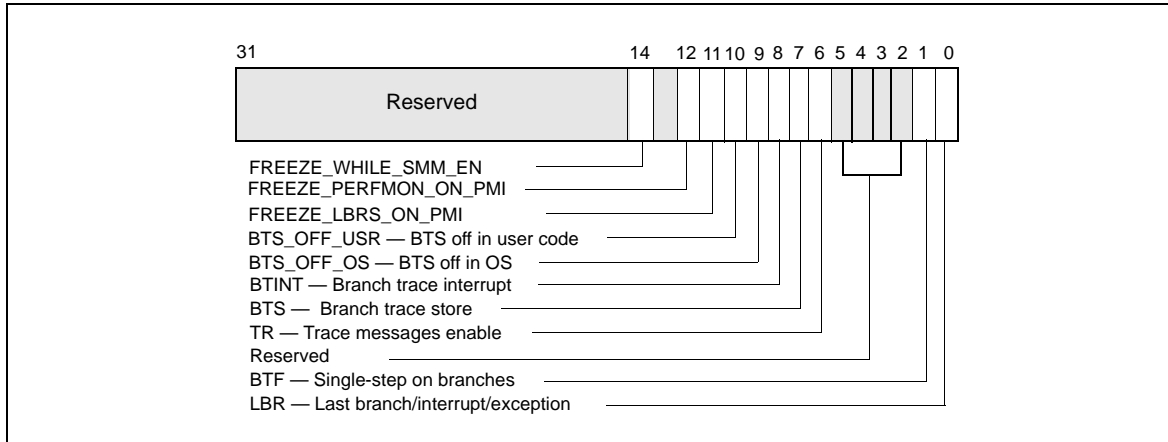 31 14 12 11 10 9 8 7 6 5 4 3 2 1 0
Reserved
FREEZE_WHILE_SMM_EN
FREEZE_PERFMON_ON_PMI
FREEZE_LBRS_ON_PMI
BTS_OFF_USR — BTS off in user code
BTS_OFF_OS — BTS off in OS
BTINT — Branch trace interrupt
BTS — Branch trace store
TR — Trace messages enable
Reserved
BTF — Single-step on branches
LBR — Last branch/interrupt/exception